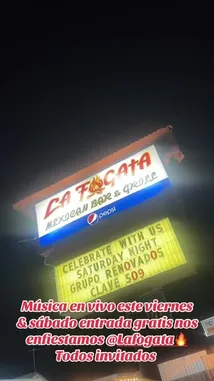 LA FOGATA
MEXICAN BAR & GRILL
pepsi
CELEBRATE WITH US
SATURDAY NIGHT
GRUPO RENOVADOS
CLAVE 509
Música en vivo este viernes
& sábado entrada gratis nos
enfiestamos @Lafogata🔥
Todos invitados